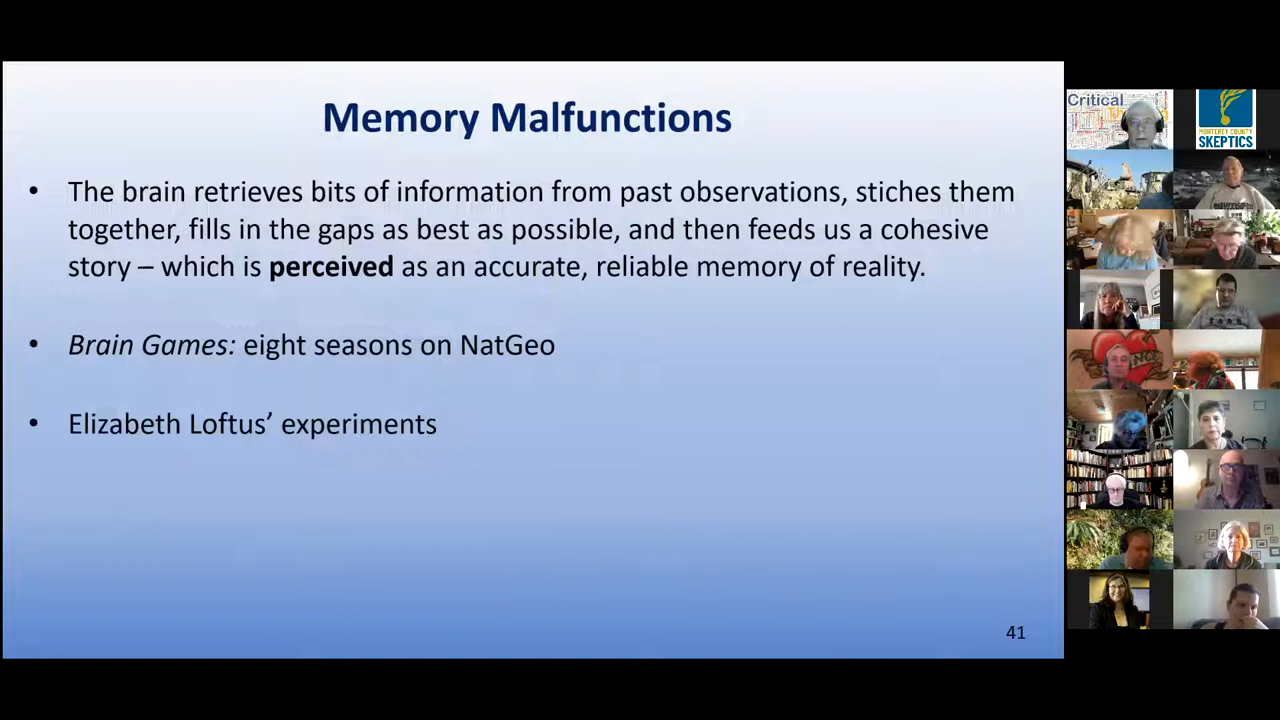 Memory Malfunctions
• The brain retrieves bits of information from past observations, stiches them
together, fills in the gaps as best as possible, and then feeds us a cohesive
story – which is perceived as an accurate, reliable memory of reality.
• Brain Games: eight seasons on NatGeo
• Elizabeth Loftus’ experiments
41
Critical
MONTEREY COUNTY
SKEPTICS